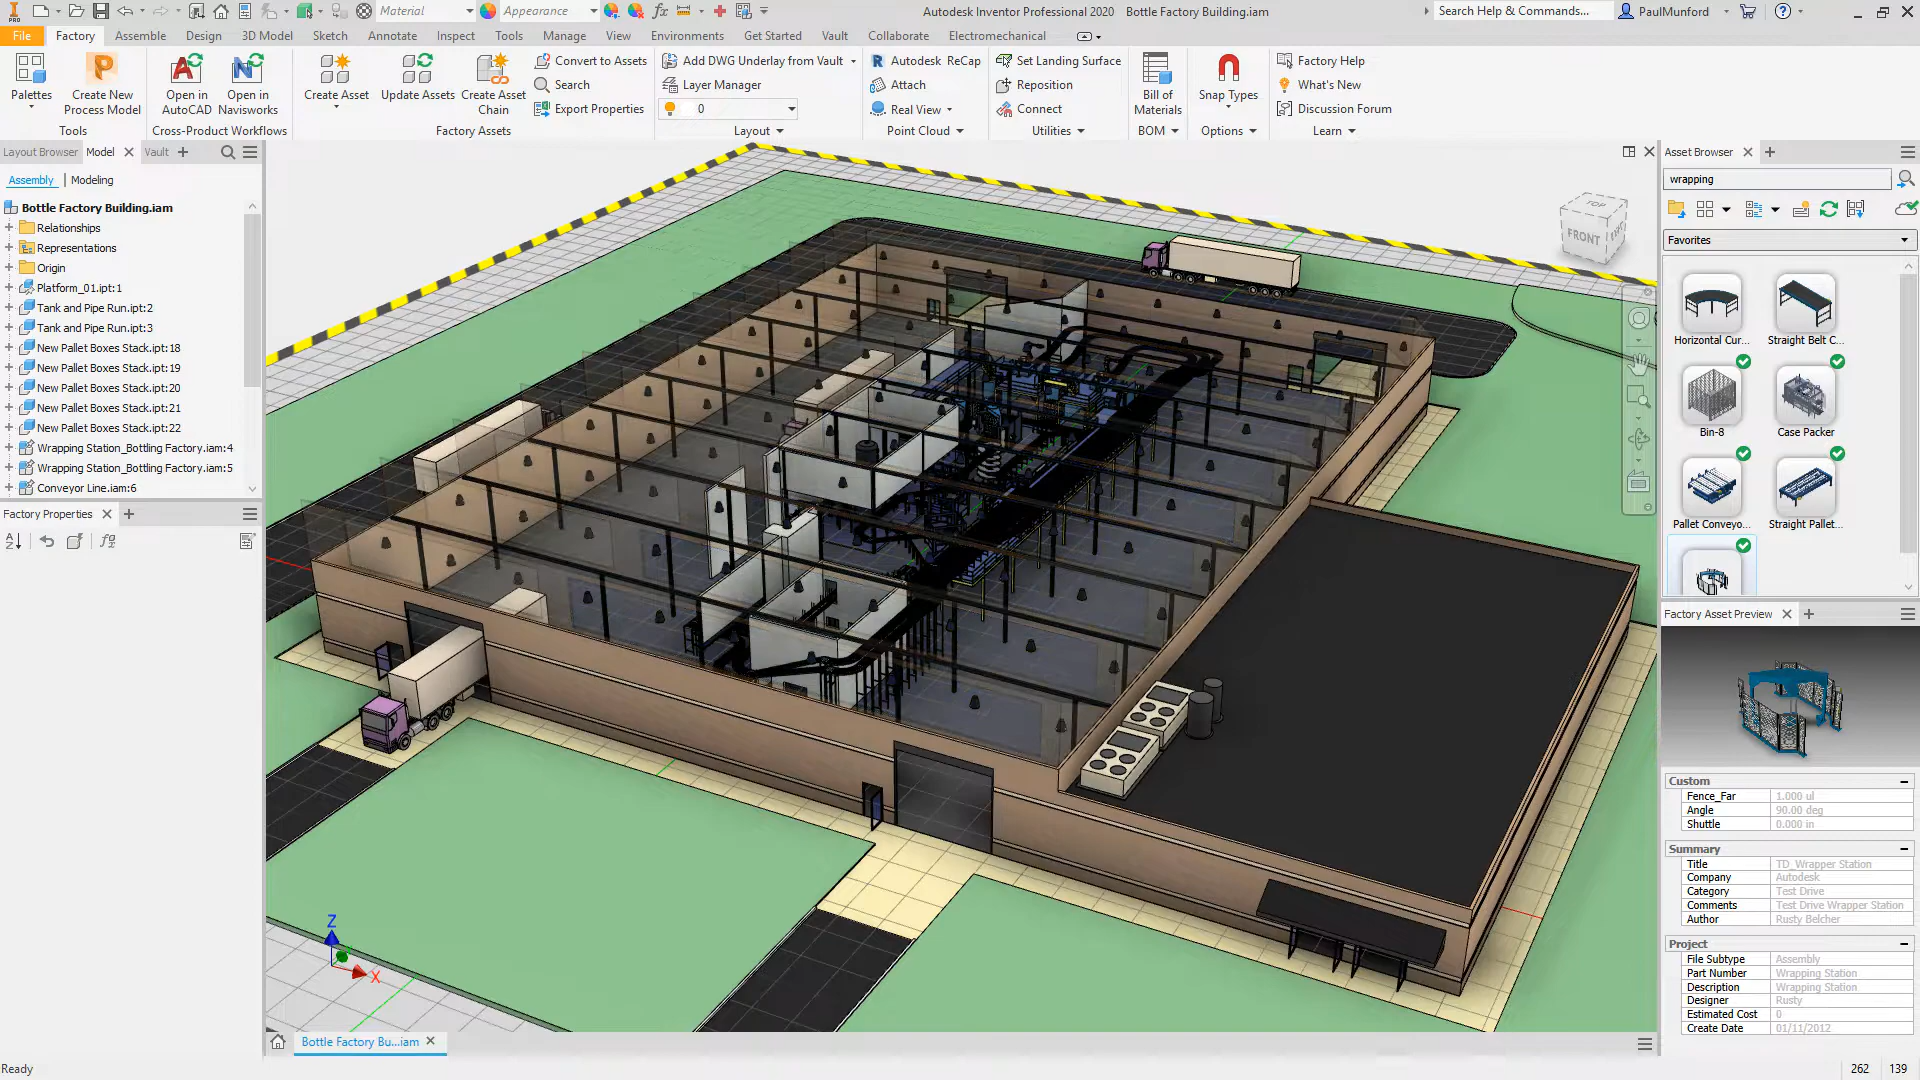 PRO
Material
Appearance
Autodesk Inventor Professional 2020 Bottle Factory Building.iam
Search Help & Commands...
PaulMunford
File Factory Assemble Design 3D Model Sketch Annotate Inspect Tools Manage View Environments Get Started Vault Collaborate Electromechanical
Palettes
Create New
Process Model
Tools
Open in
AutoCAD
Open in
Navisworks
Cross-Product Workflows
Create Asset
Update Assets
Create Asset
Chain
Convert to Assets
Search
Export Properties
Factory Assets
Add DWG Underlay from Vault
Layer Manager
0
Layout
Autodesk ReCap
Attach
Real View
Point Cloud
Set Landing Surface
Reposition
Connect
Utilities
Bill of
Materials
BOM
Snap Types
Options
Factory Help
What's New
Discussion Forum
Learn
Layout Browser Model Vault
Assembly Modeling
Bottle Factory Building.iam
Relationships
Representations
Origin
Platform_01.ipt:1
Tank and Pipe Run.ipt:2
Tank and Pipe Run.ipt:3
New Pallet Boxes Stack.ipt:18
New Pallet Boxes Stack.ipt:19
New Pallet Boxes Stack.ipt:20
New Pallet Boxes Stack.ipt:21
New Pallet Boxes Stack.ipt:22
Wrapping Station_Bottling Factory.iam:4
Wrapping Station_Bottling Factory.iam:5
Conveyor Line.iam:6
Factory Properties
TOP
FRONT
Z
X
Asset Browser
wrapping
Favorites
Horizontal Cur...
Straight Belt C...
Bin-8
Case Packer
Pallet Conveyo...
Straight Pallet...
Factory Asset Preview
Custom
Fence_Far 1.000 ul
Angle 90.00 deg
Shuttle 0.000 in
Summary
Title TD_Wrapper Station
Company Autodesk
Category Test Drive
Comments Test Drive Wrapper Station
Author Rusty Belcher
Project
File Subtype Assembly
Part Number Wrapping Station
Description Wrapping Station
Designer Rusty
Estimated Cost 0
Create Date 01/11/2012
Bottle Factory Bu...iam
Ready
262 139